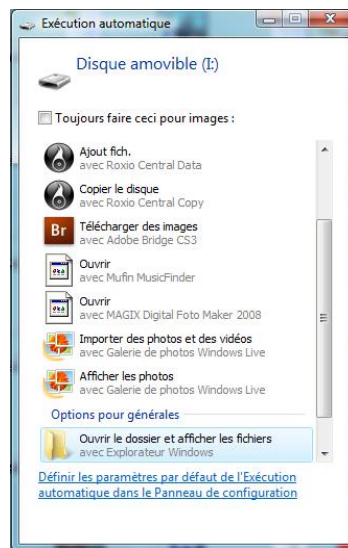 Exécution automatique
Disque amovible (I:)
Toujours faire ceci pour images :
Ajout fich.
avec Roxio Central Data
Copier le disque
avec Roxio Central Copy
Br
Télécharger des images
avec Adobe Bridge CS3
Ouvrir
avec Mufin MusicFinder
Ouvrir
avec MAGIX Digital Foto Maker 2008
Importer des photos et des vidéos
avec Galerie de photos Windows Live
Afficher les photos
avec Galerie de photos Windows Live
Options pour générales
Ouvrir le dossier et afficher les fichiers
avec Explorateur Windows
Définir les paramètres par défaut de l'Exécution
automatique dans le Panneau de configuration